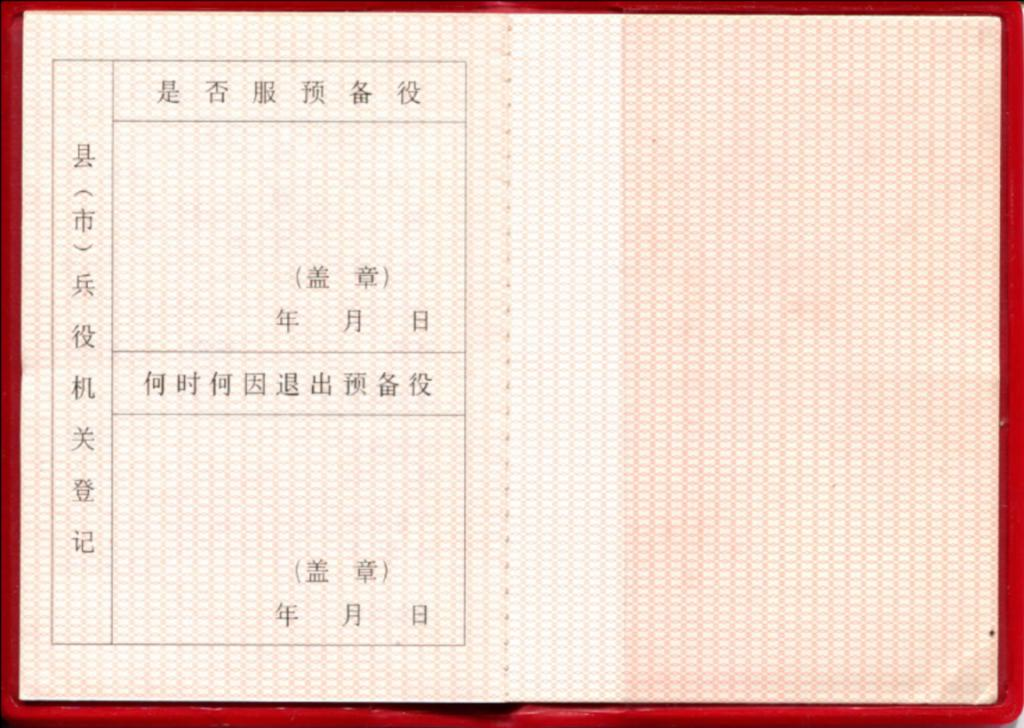 县（市）兵役机关登记
是否服预备役
（盖 章）
年 月 日
何时何因退出预备役
（盖 章）
年 月 日